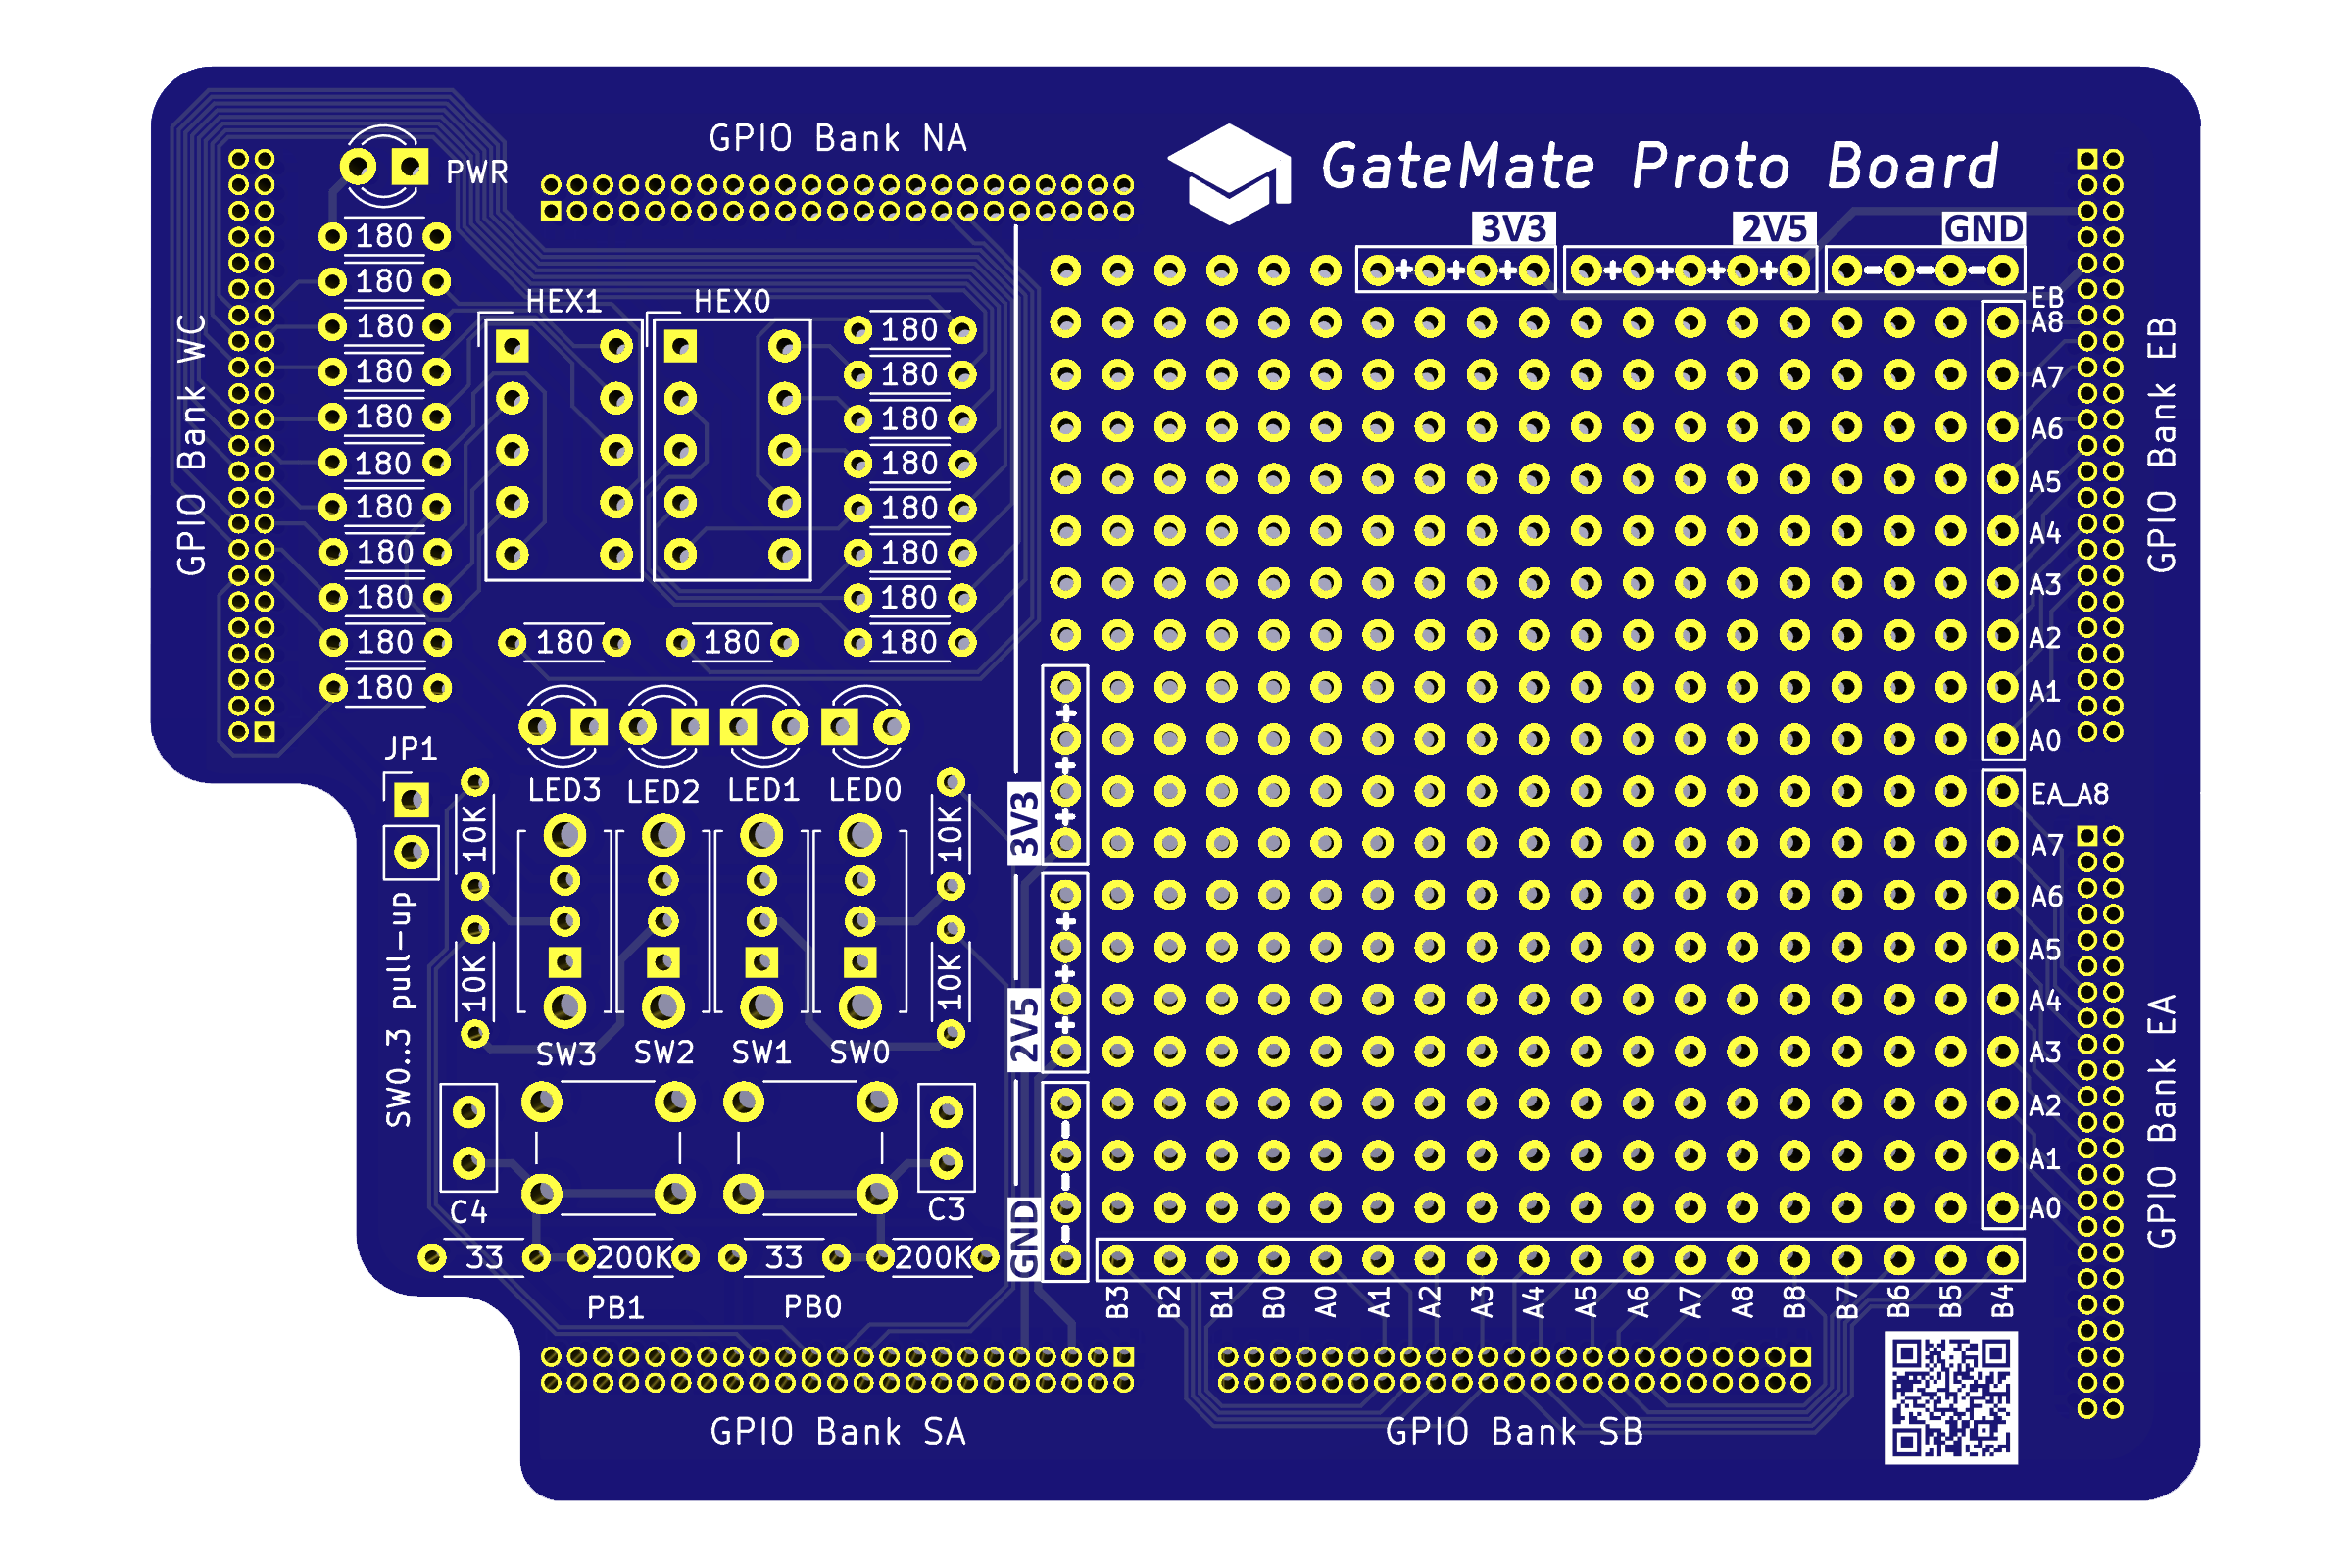 GPIO Bank NA
GateMate Proto Board
PWR
3V3
2V5
GND
180
180
180
180
180
180
180
180
180
180
180
GPIO Bank WC
HEX1
HEX0
180
180
180
180
180
180
180
180
180
180
+ + +
+ + + +
- - -
EB
A8
A7
A6
A5
A4
A3
A2
A1
A0
GPIO Bank EB
JP1
SW0..3 pull-up
LED3
LED2
LED1
LED0
10K
10K
10K
10K
SW3
SW2
SW1
SW0
3V3
+ + +
2V5
+ + +
GND
- - -
EA_A8
A7
A6
A5
A4
A3
A2
A1
A0
GPIO Bank EA
C4
C3
33
200K
33
200K
PB1
PB0
B3
B2
B1
B0
A0
A1
A2
A3
A4
A5
A6
A7
A8
B8
B7
B6
B5
B4
GPIO Bank SA
GPIO Bank SB